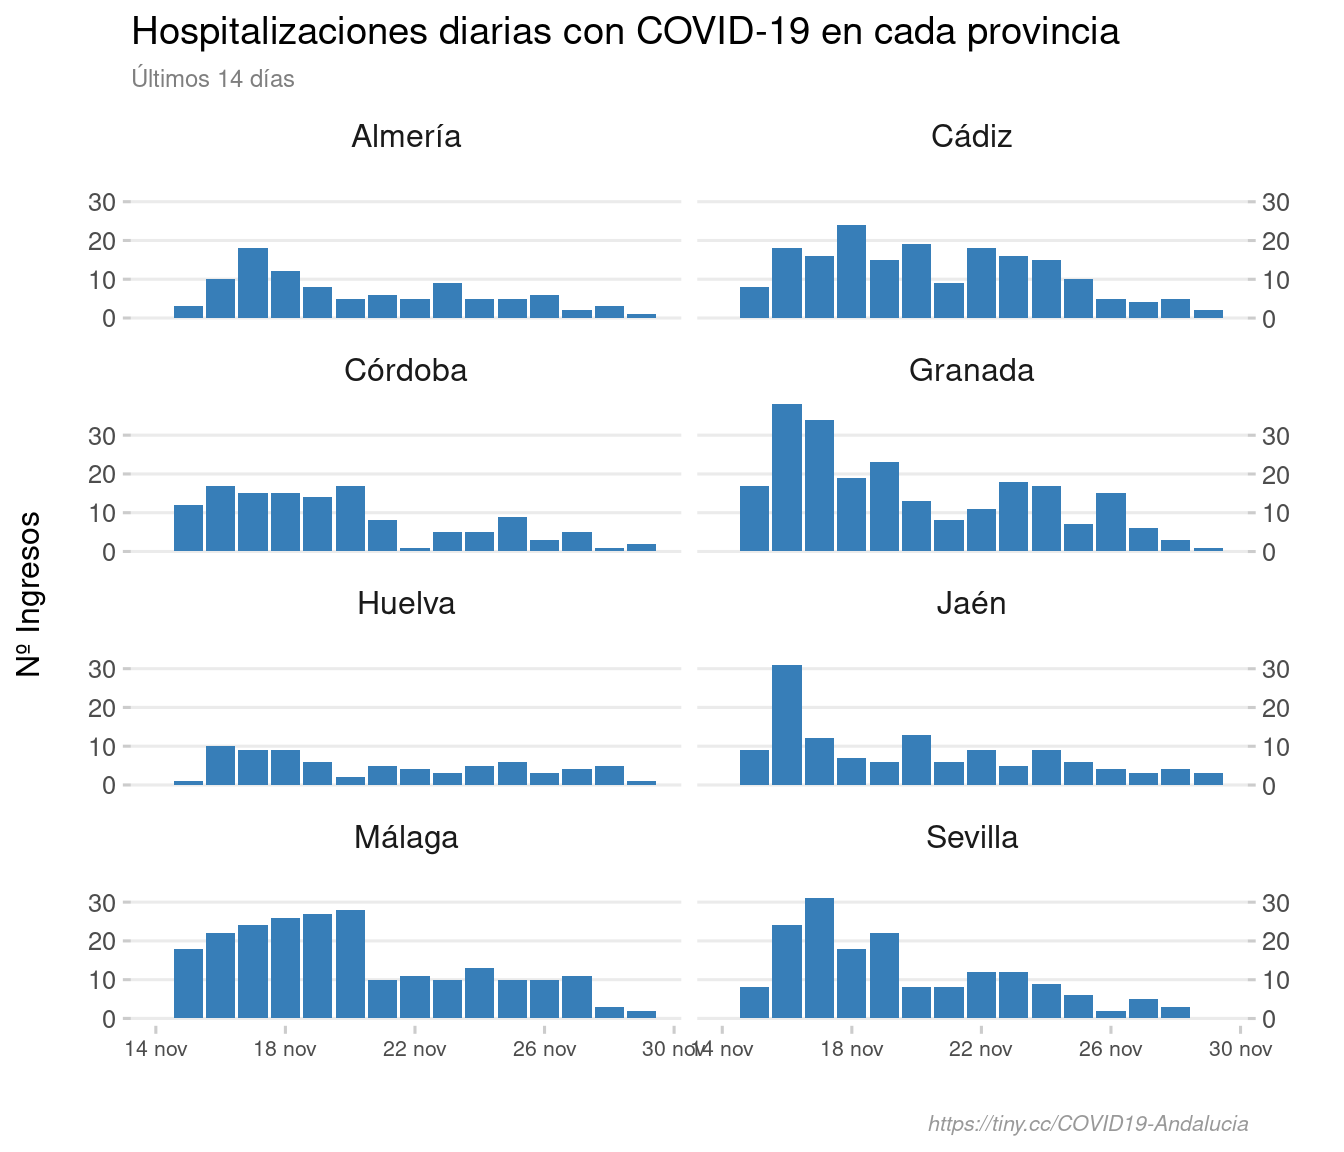 Hospitalizaciones diarias con COVID-19 en cada provincia
Últimos 14 días
Almería Cádiz
30 30
20 20
10 10
0 0
Córdoba Granada
30 30
20 20
10 10
0 0
Nº Ingresos
Huelva Jaén
30 30
20 20
10 10
0 0
Málaga Sevilla
30 30
20 20
10 10
0 0
14 nov 18 nov 22 nov 26 nov 30 nov 14 nov 18 nov 22 nov 26 nov 30 nov
https://tiny.cc/COVID19-Andalucia